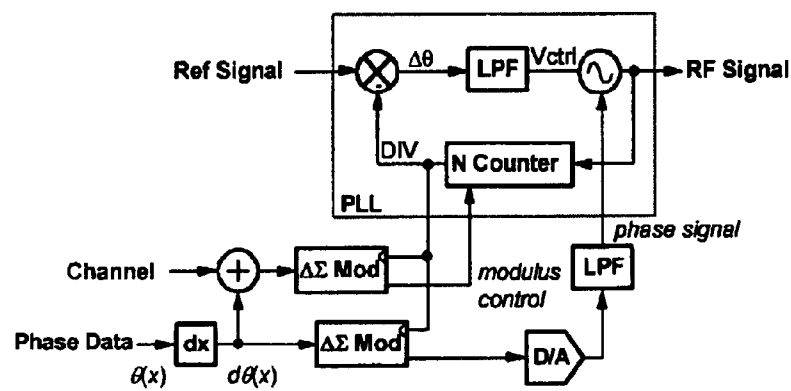 Ref Signal
Δθ
LPF
Vctrl
RF Signal
DIV
N Counter
PLL
phase signal
Channel
+
ΔΣ Mod
modulus
control
LPF
Phase Data
dx
ΔΣ Mod
D/A
θ(x)
dθ(x)